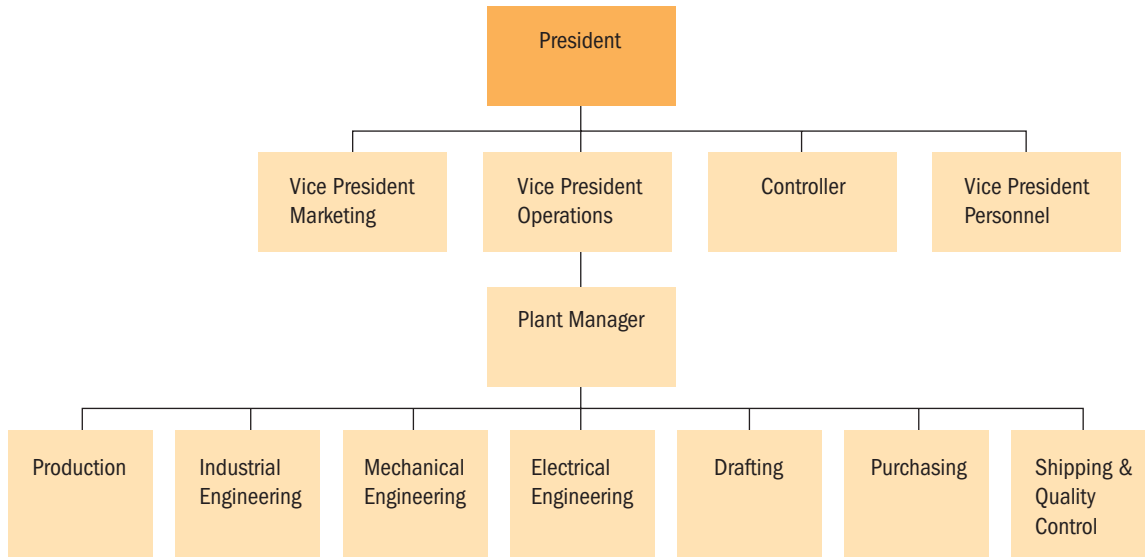 President
Vice President
Marketing
Vice President
Operations
Controller
Vice President
Personnel
Plant Manager
Production
Industrial
Engineering
Mechanical
Engineering
Electrical
Engineering
Drafting
Purchasing
Shipping &
Quality
Control